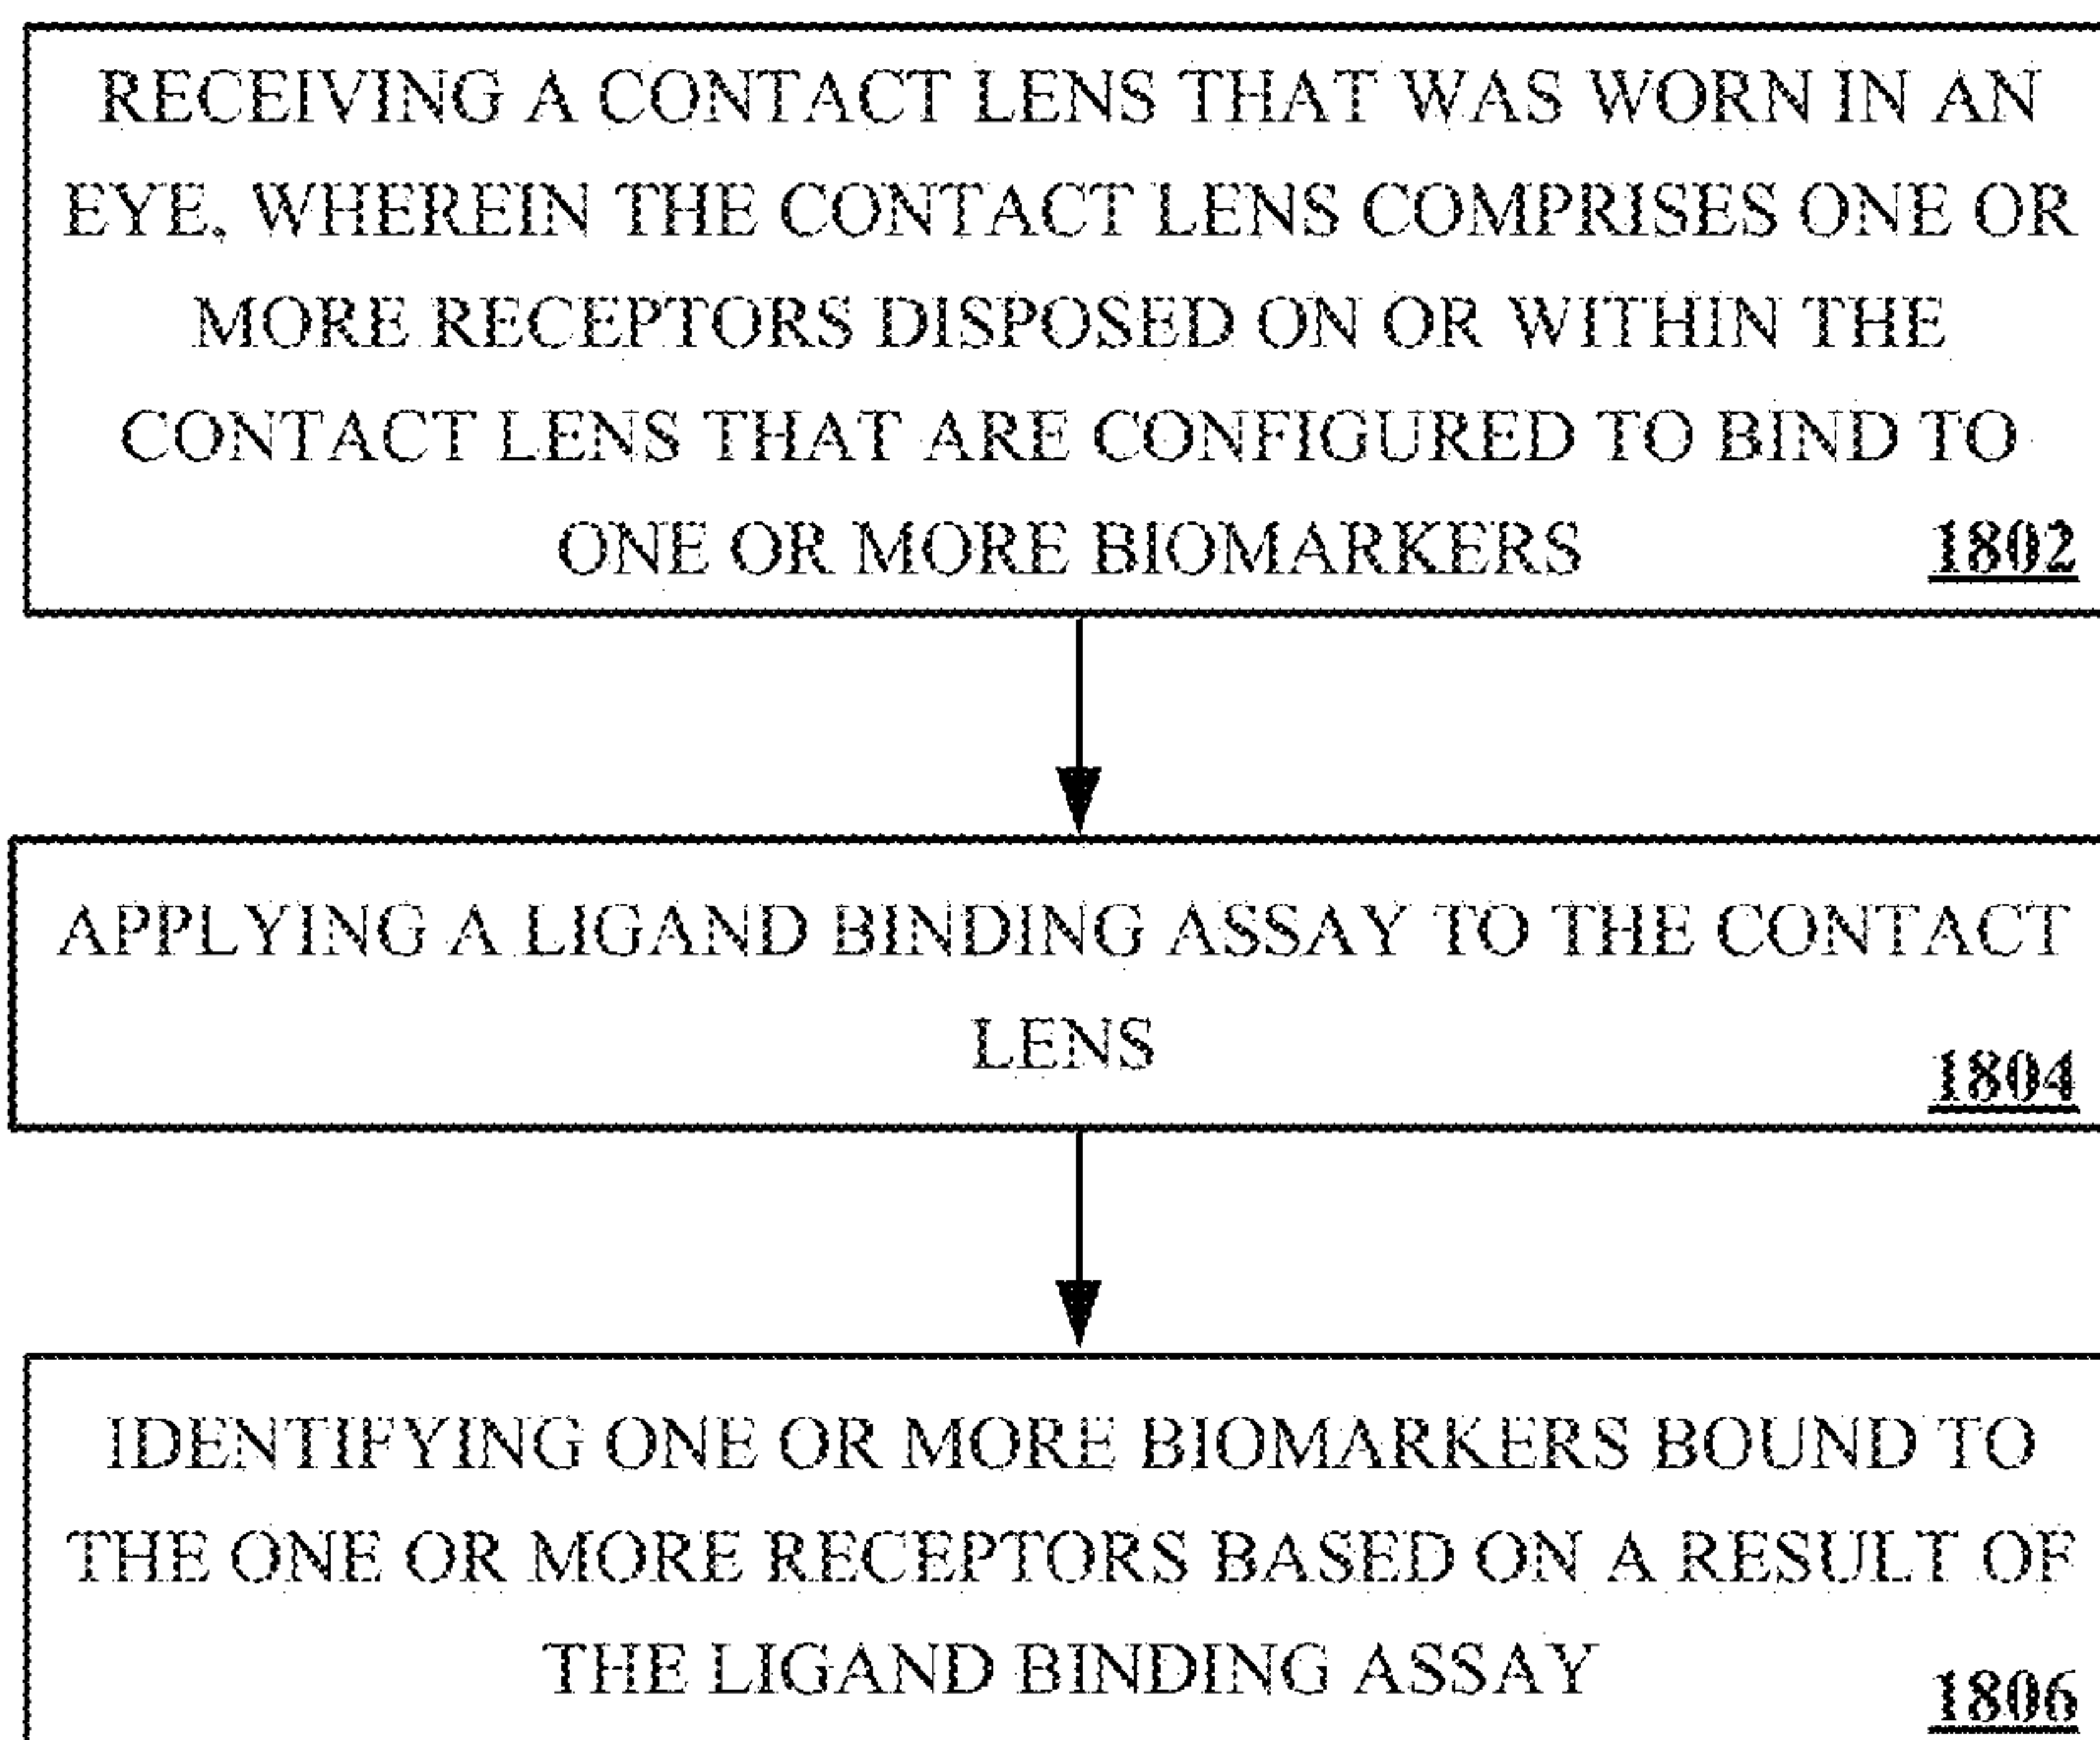 RECEIVING A CONTACT LENS THAT WAS WORN IN AN
EYE, WHEREIN THE CONTACT LENS COMPRISES ONE OR
MORE RECEPTORS DISPOSED ON OR WITHIN THE
CONTACT LENS THAT ARE CONFIGURED TO BIND TO
ONE OR MORE BIOMARKERS 1802
APPLYING A LIGAND BINDING ASSAY TO THE CONTACT
LENS 1804
IDENTIFYING ONE OR MORE BIOMARKERS BOUND TO
THE ONE OR MORE RECEPTORS BASED ON A RESULT OF
THE LIGAND BINDING ASSAY 1806